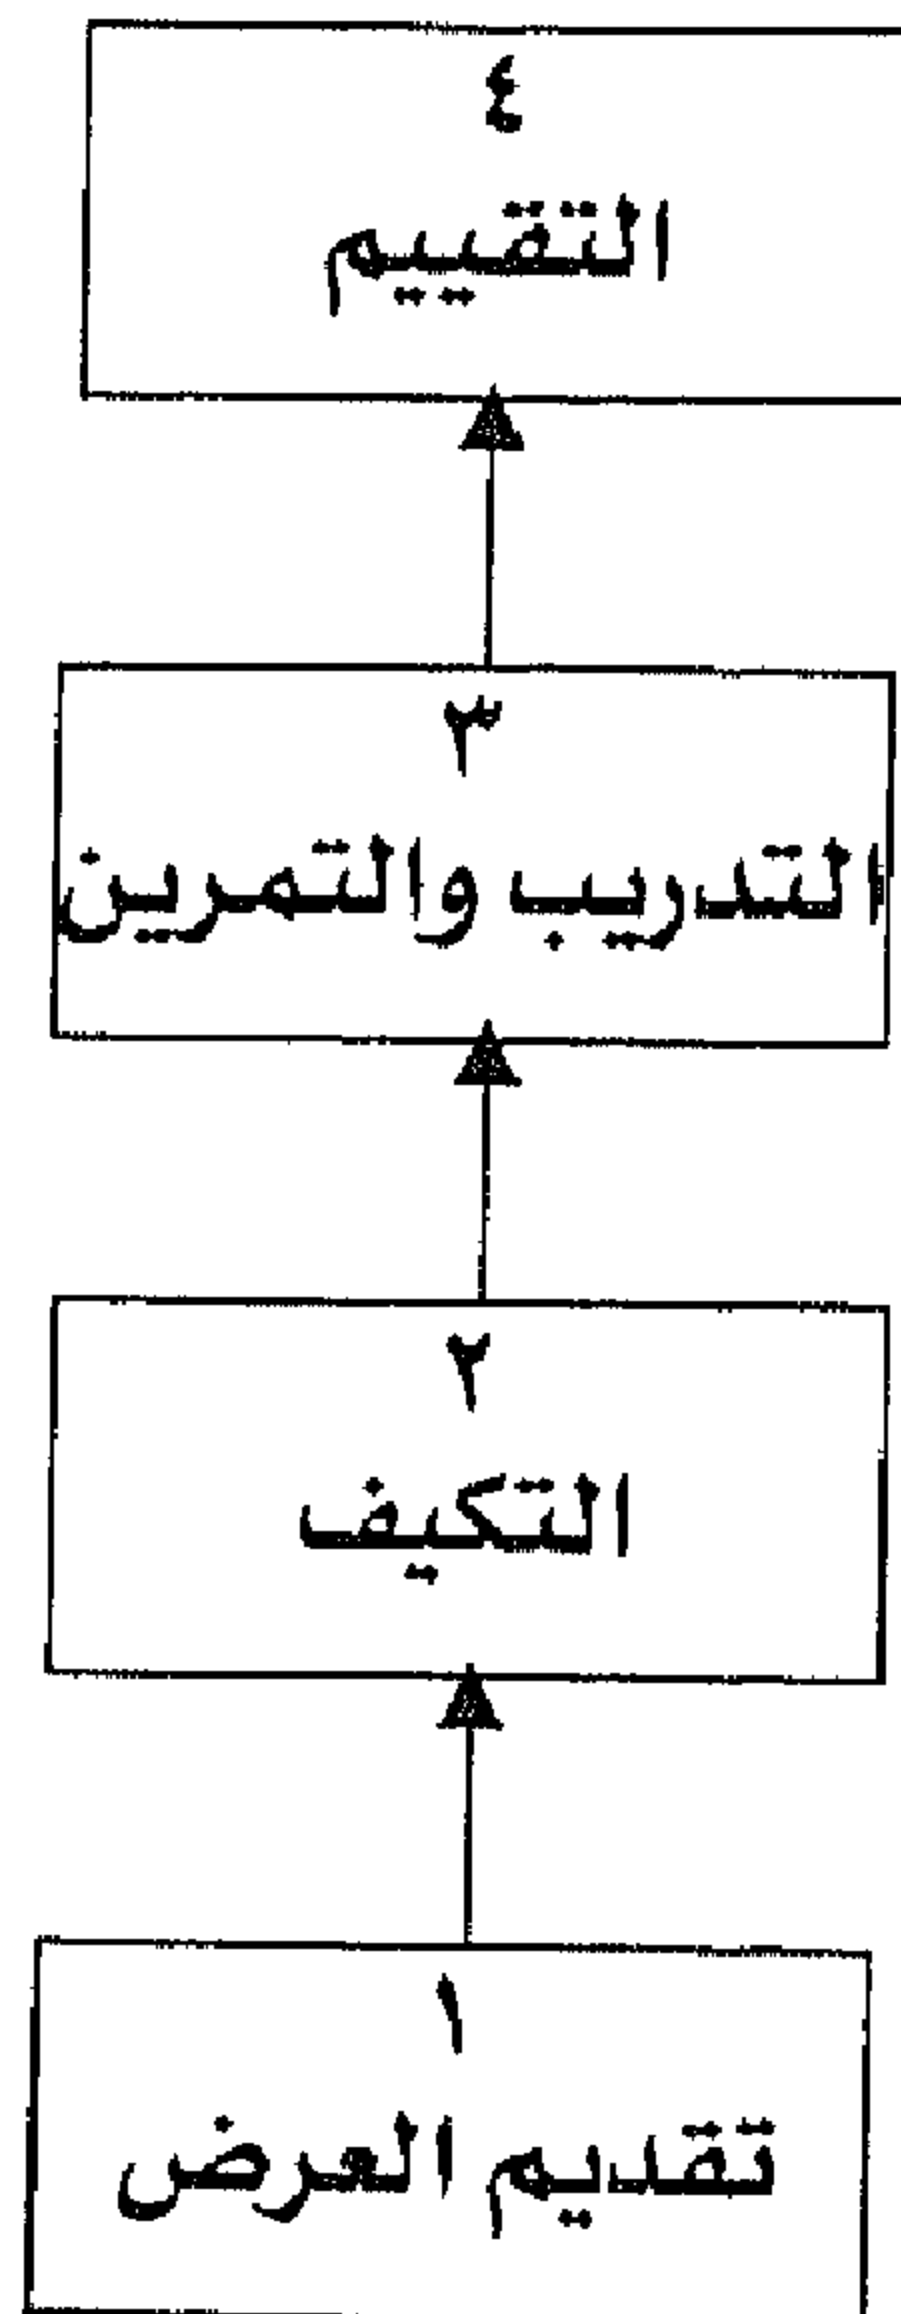 ٤
التقييم
٣
التدريب والتمرين
٢
التكيف
١
تقديم العرض